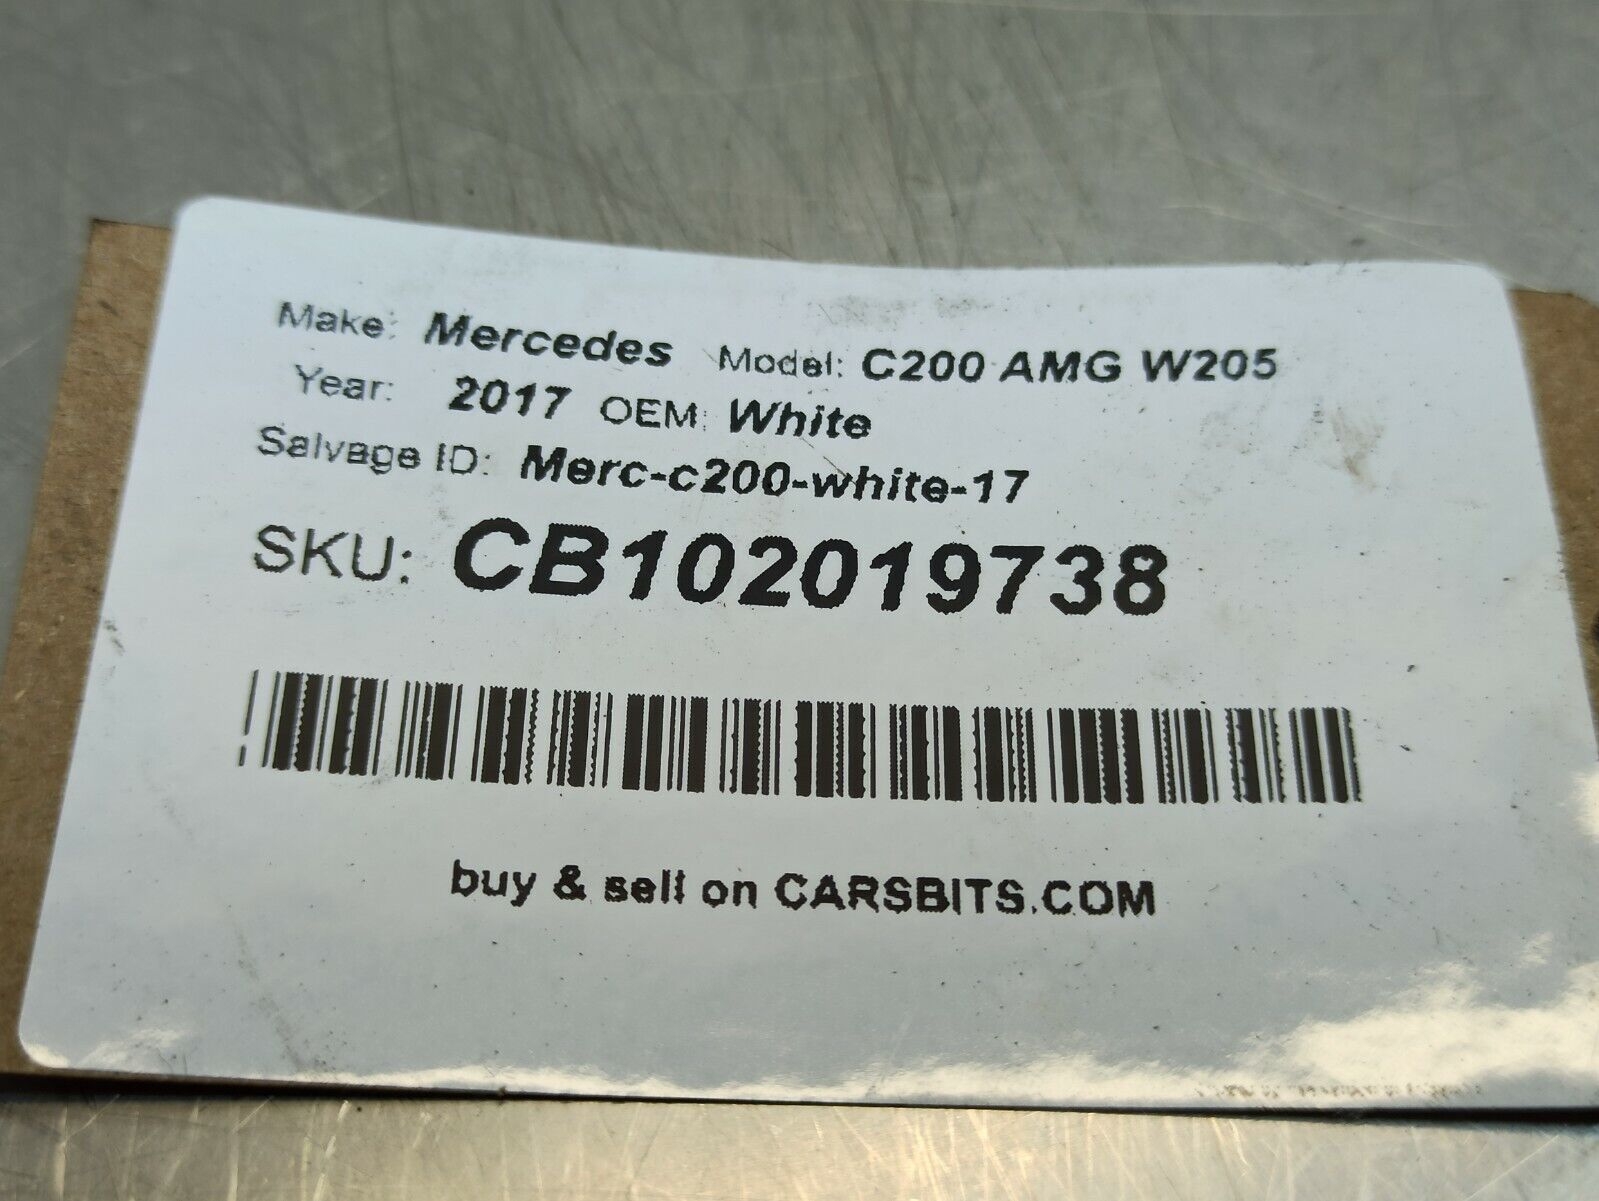 Make: Mercedes Model: C200 AMG W205
Year: 2017 OEM: White
Salvage ID: Merc-c200-white-17
SKU: CB102019738
buy & sell on CARSBITS.COM